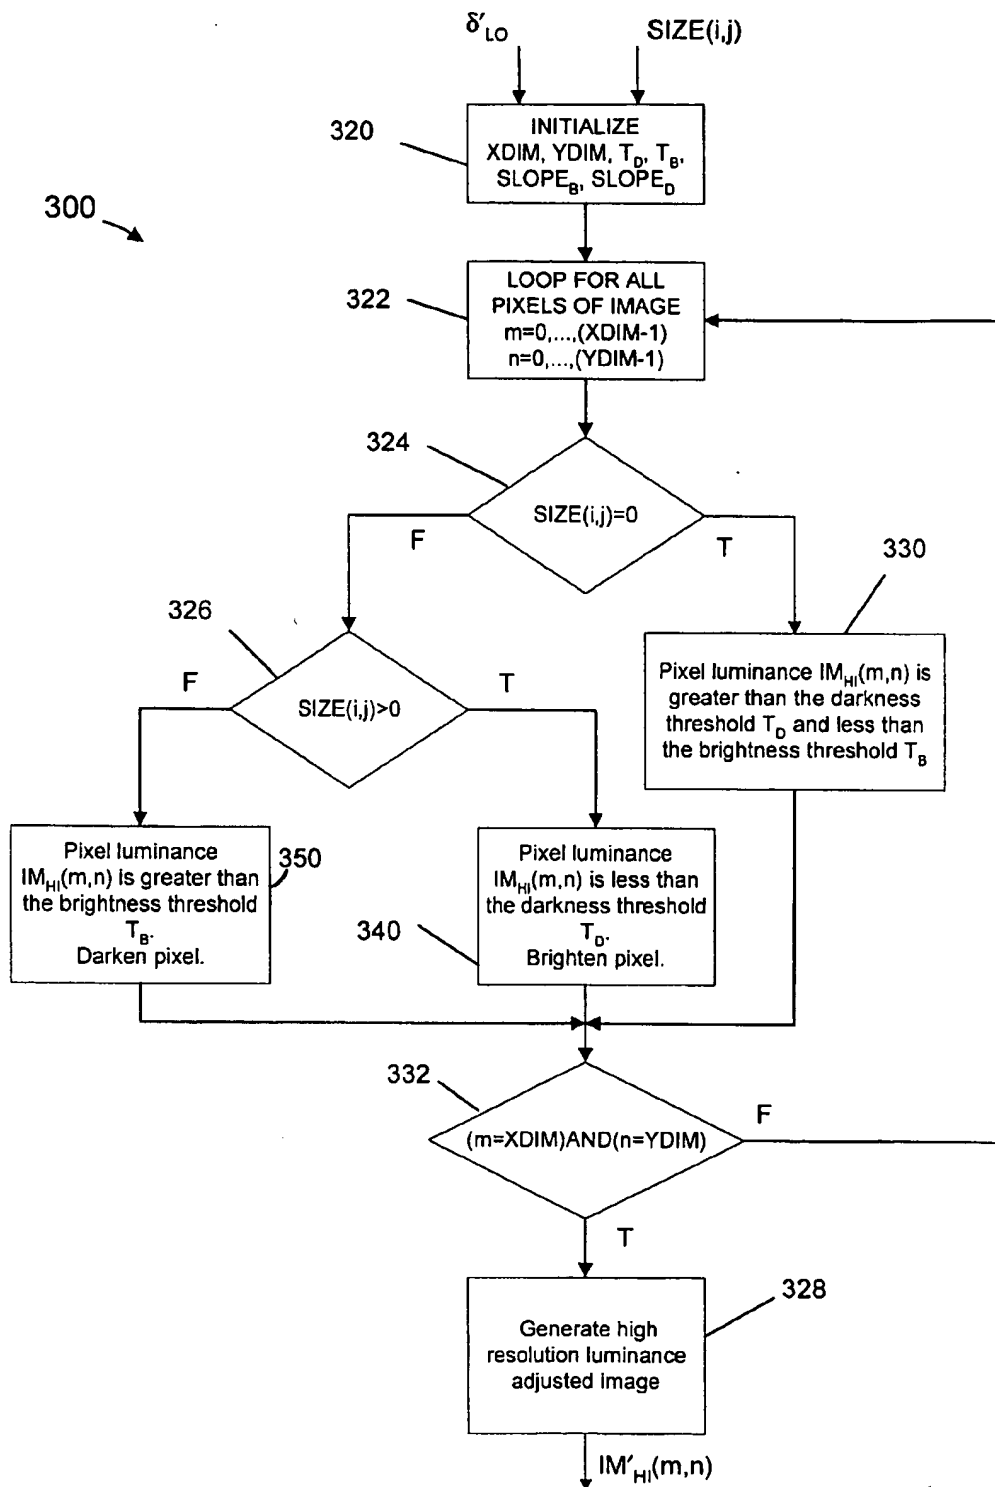 δ'LO
SIZE(i,j)
320
INITIALIZE
XDIM, YDIM, TD, TB,
SLOPEB, SLOPED
300
322
LOOP FOR ALL
PIXELS OF IMAGE
m=0,...,(XDIM-1)
n=0,...,(YDIM-1)
324
SIZE(i,j)=0
F
T
330
326
F
SIZE(i,j)>0
T
Pixel luminance IMHI(m,n) is
greater than the darkness
threshold TD and less than
the brightness threshold TB
Pixel luminance
IMHI(m,n) is greater than
the brightness threshold
TB.
Darken pixel.
350
340
Pixel luminance
IMHI(m,n) is less than
the darkness threshold
TD.
Brighten pixel.
332
(m=XDIM)AND(n=YDIM)
F
T
328
Generate high
resolution luminance
adjusted image
IM'HI(m,n)